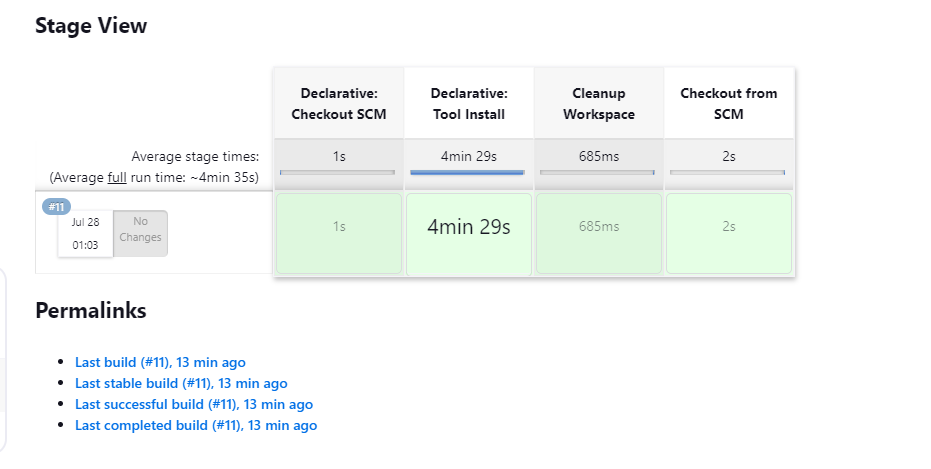 Stage View
Declarative: Checkout SCM
Declarative: Tool Install
Cleanup Workspace
Checkout from SCM
Average stage times:
(Average full run time: ~4min 35s)
1s
4min 29s
685ms
2s
#11
Jul 28
01:03
No Changes
1s
4min 29s
685ms
2s
Permalinks
Last build (#11), 13 min ago
Last stable build (#11), 13 min ago
Last successful build (#11), 13 min ago
Last completed build (#11), 13 min ago